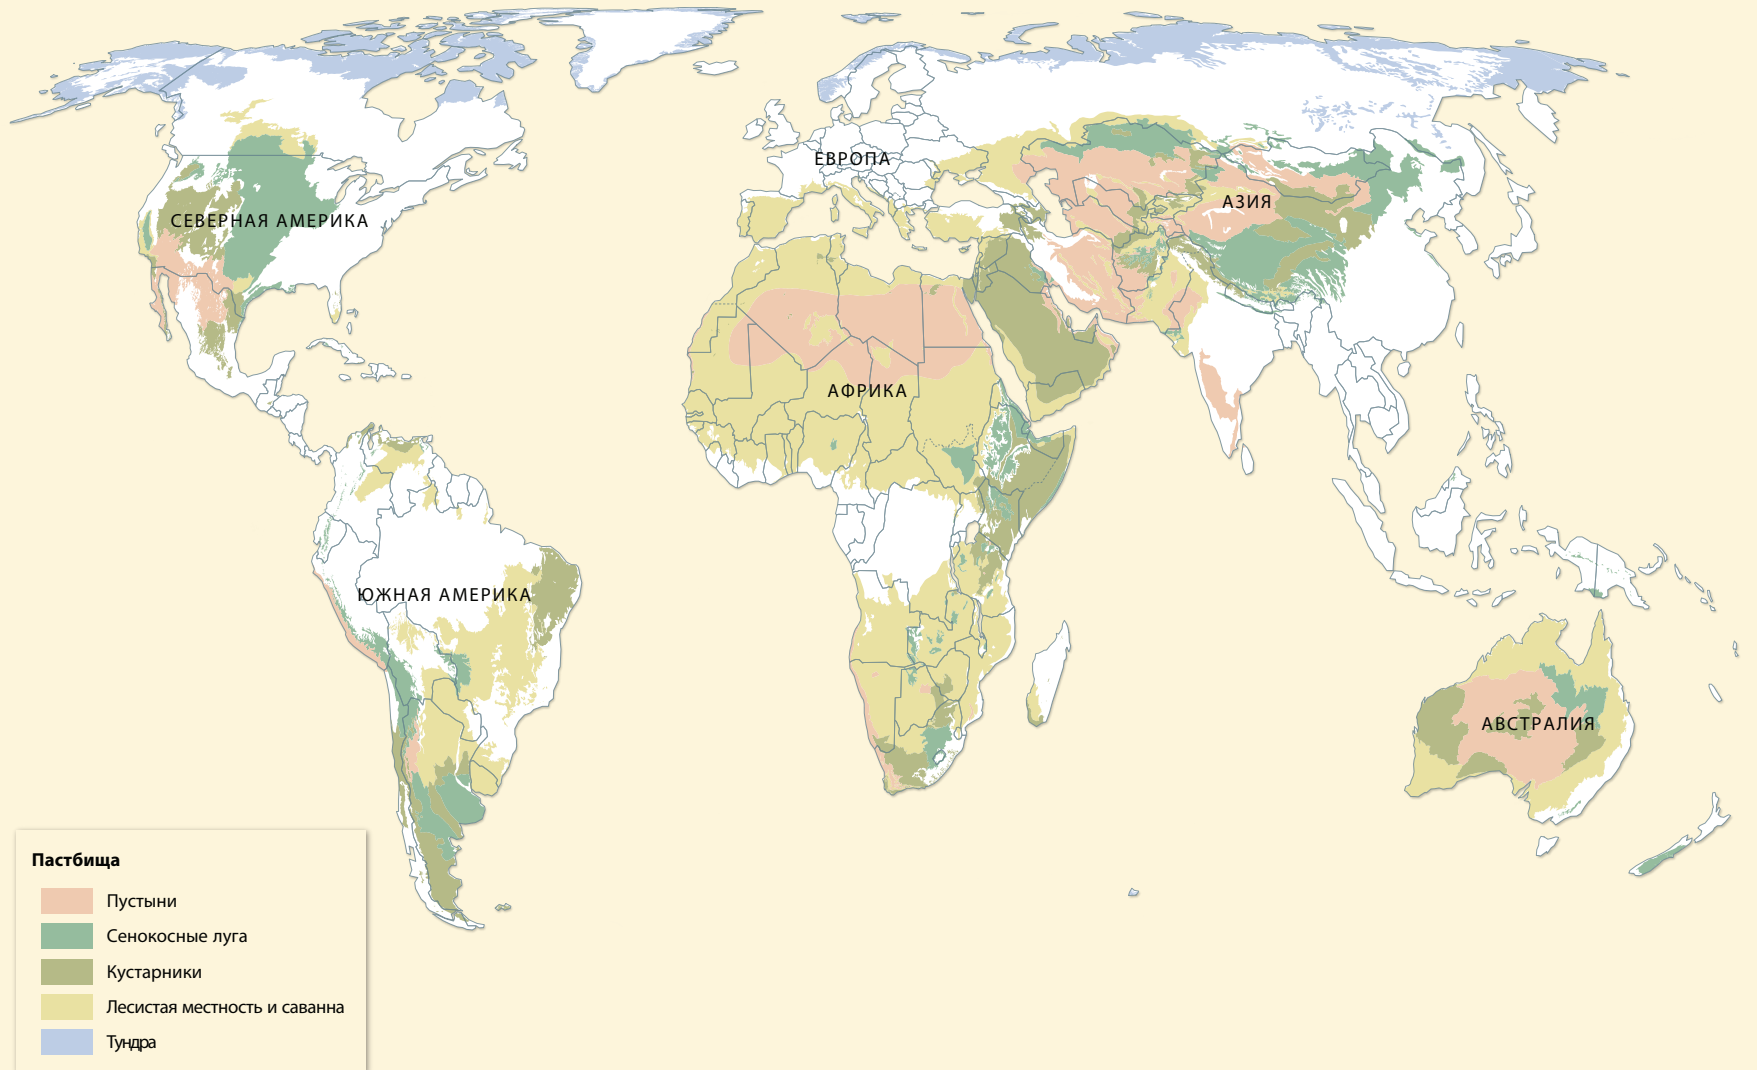 ЕВРОПА
АЗИЯ
СЕВЕРНАЯ АМЕРИКА
АФРИКА
ЮЖНАЯ АМЕРИКА
АВСТРАЛИЯ
Пастбища
Пустыни
Сенокосные луга
Кустарники
Лесистая местность и саванна
Тундра